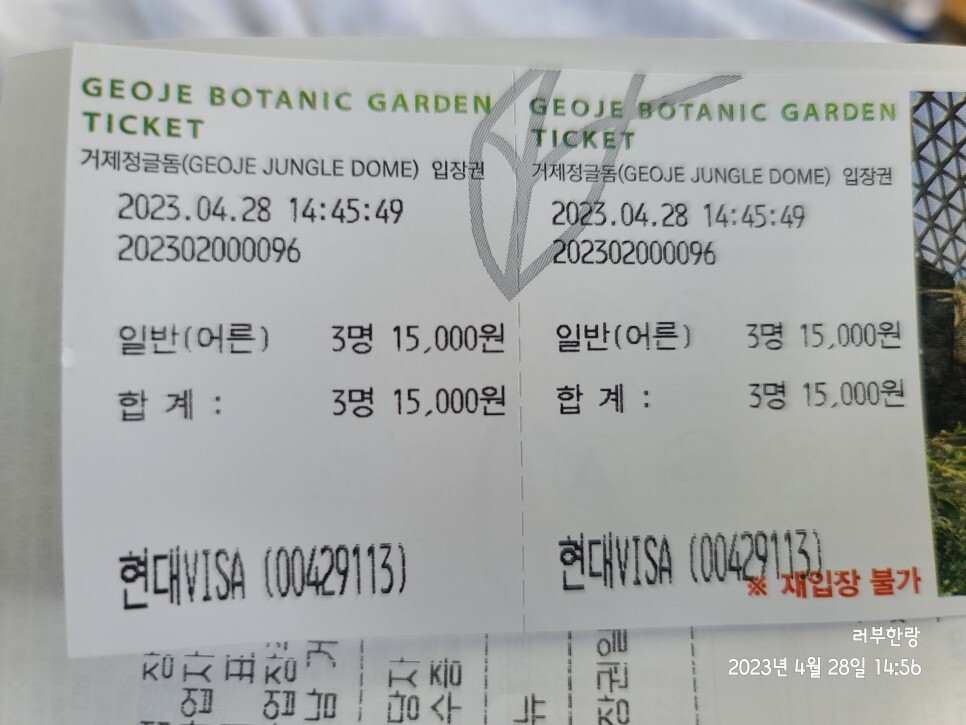 GEOJE BOTANIC GARDEN
TICKET
거제정글돔(GEOJE JUNGLE DOME) 입장권
2023.04.28 14:45:49
202302000096
일반(어른) 3명 15,000원
합 계 : 3명 15,000원
현대VISA (00429113)
GEOJE BOTANIC GARDEN
TICKET
거제정글돔(GEOJE JUNGLE DOME) 입장권
2023.04.28 14:45:49
202302000096
일반(어른) 3명 15,000원
합 계 : 3명 15,000원
현대VISA (00429113)
※ 재입장 불가
러부한랑
2023년 4월 28일 14:56